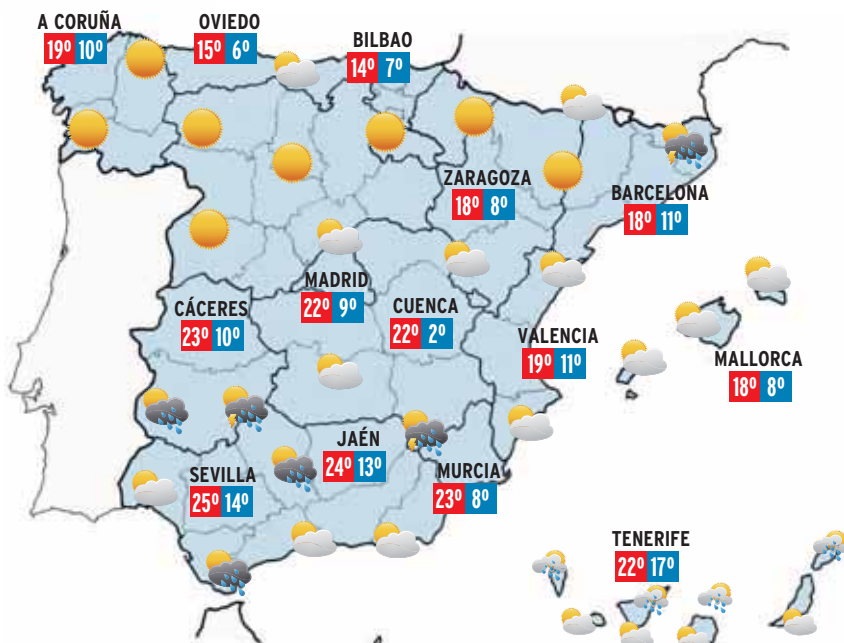 A CORUÑA
19º 10º
OVIEDO
15º 6º
BILBAO
14º 7º
ZARAGOZA
18º 8º
BARCELONA
18º 11º
MADRID
22º 9º
CÁCERES
23º 10º
CUENCA
22º 2º
VALENCIA
19º 11º
MALLORCA
18º 8º
JAÉN
24º 13º
SEVILLA
25º 14º
MURCIA
23º 8º
TENERIFE
22º 17º